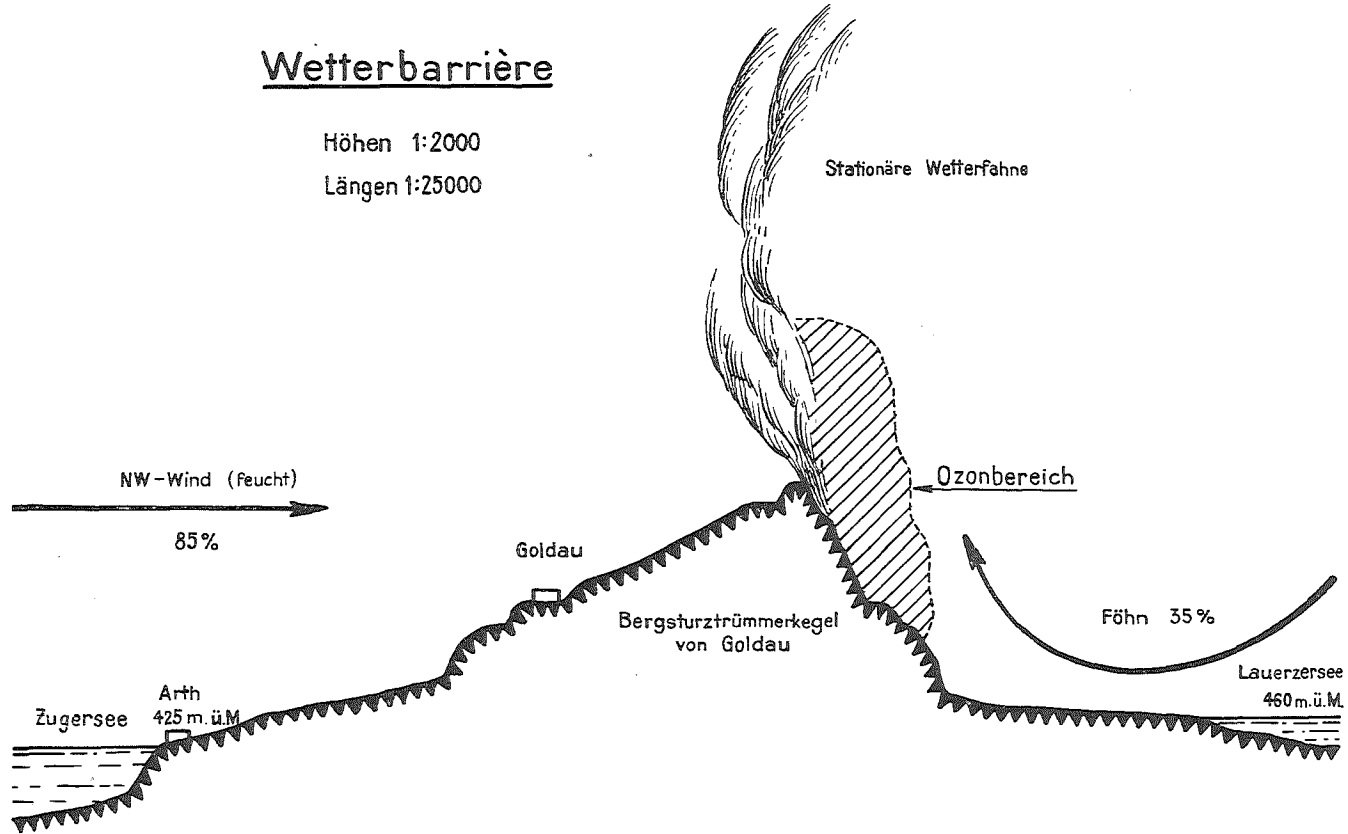 Wetterbarrière
Höhen 1:2000
Längen 1:25000
Stationäre Wetterfahne
NW-Wind (feucht)
85%
Ozonbereich
Goldau
Bergsturztrümmerkegel
von Goldau
Föhn 35%
Lauerzersee
460 m.ü.M.
Arth
425 m.ü.M
Zugersee